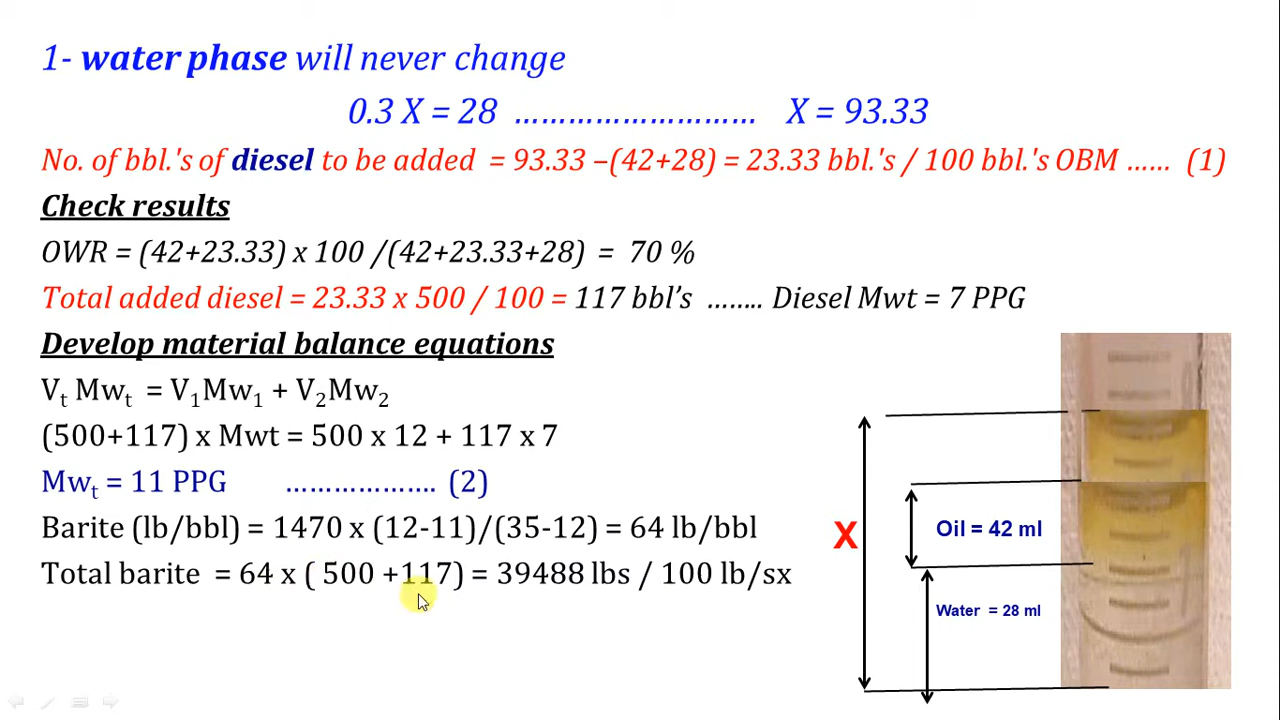 1- water phase will never change
0.3 X = 28 ………………………  X = 93.33
No. of bbl.'s of diesel to be added = 93.33 –(42+28) = 23.33 bbl.'s / 100 bbl.'s OBM …… (1)
Check results
OWR = (42+23.33) x 100 /(42+23.33+28) = 70 %
Total added diesel = 23.33 x 500 / 100 = 117 bbl’s …….. Diesel Mwt = 7 PPG
Develop material balance equations
Vt Mwt = V1Mw1 + V2Mw2
(500+117) x Mwt = 500 x 12 + 117 x 7
Mwt = 11 PPG ………………. (2)
Barite (lb/bbl) = 1470 x (12-11)/(35-12) = 64 lb/bbl
Total barite = 64 x ( 500 +117) = 39488 lbs / 100 lb/sx
X
Oil = 42 ml
Water = 28 ml